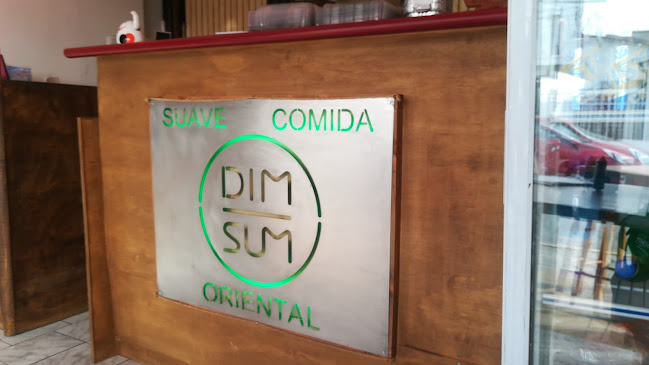 SUAVE COMIDA
DIM
SUM
ORIENTAL